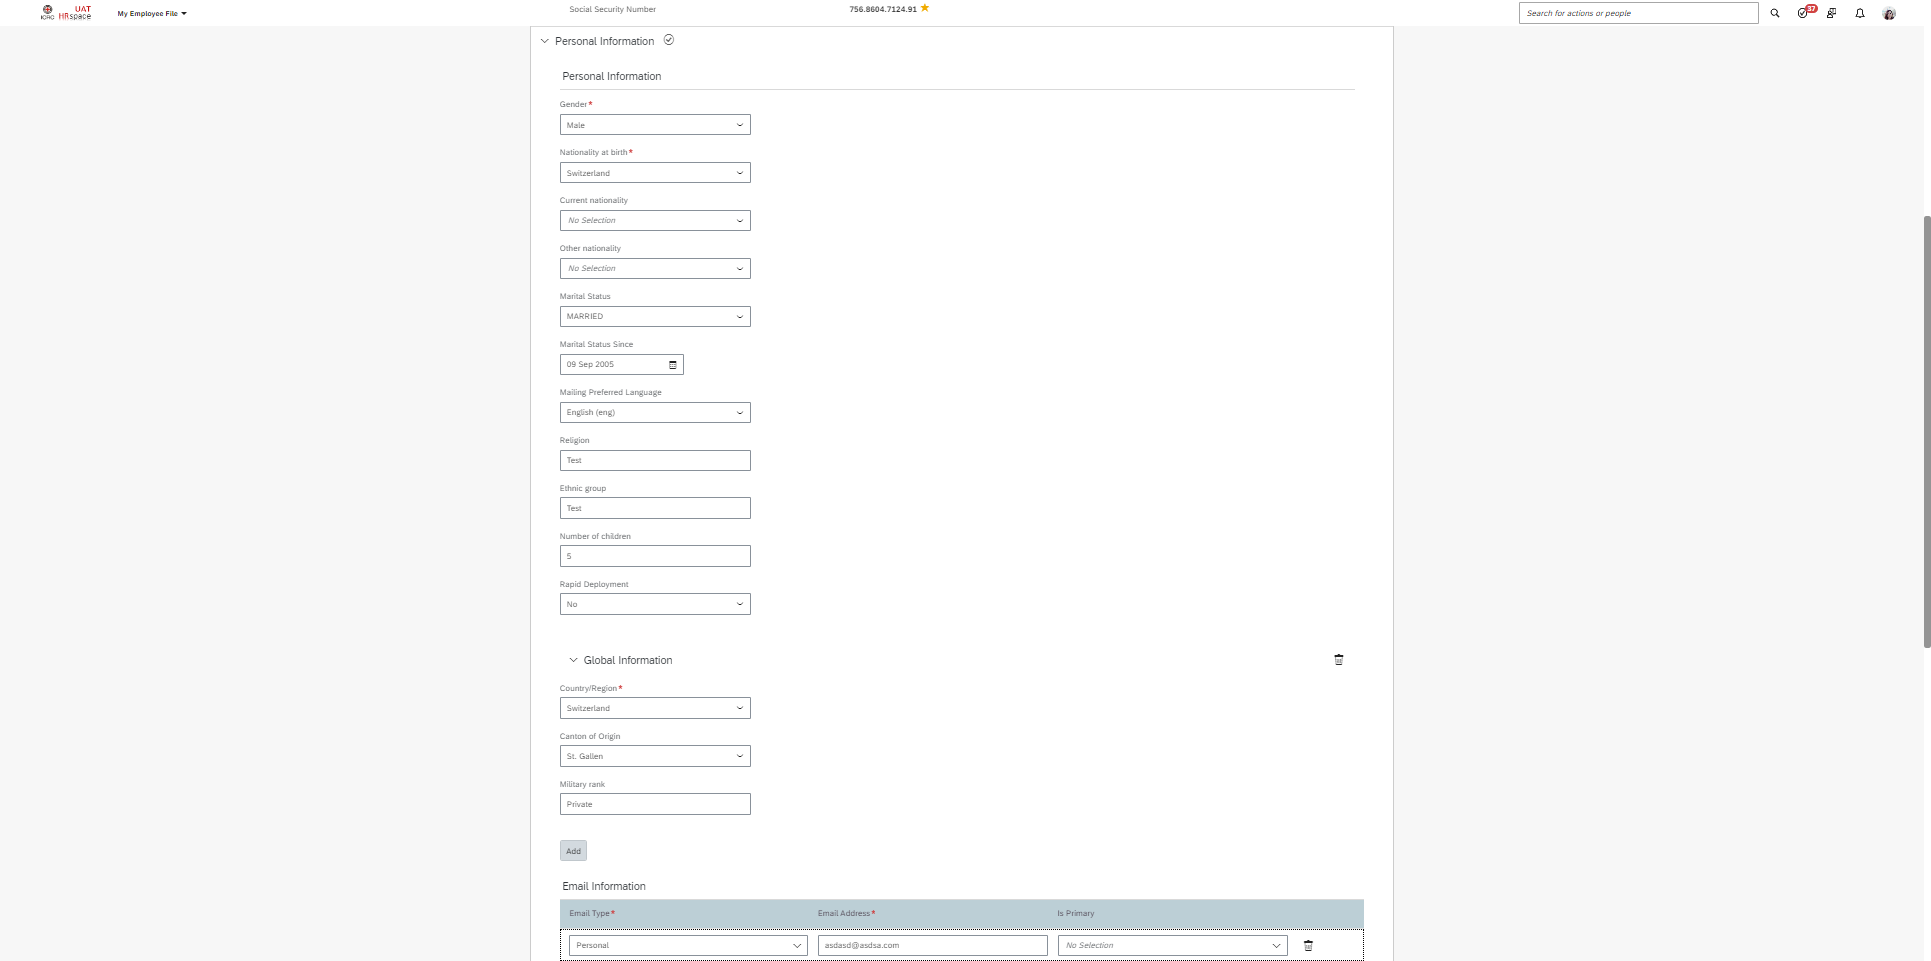 ICRC
UAT
HRspace
My Employee File
Social Security Number 756.8604.7124.91
Search for actions or people
37
Personal Information
Personal Information
Gender*
Male
Nationality at birth*
Switzerland
Current nationality
No Selection
Other nationality
No Selection
Marital Status
MARRIED
Marital Status Since
09 Sep 2005
Mailing Preferred Language
English (eng)
Religion
Test
Ethnic group
Test
Number of children
5
Rapid Deployment
No
Global Information
Country/Region*
Switzerland
Canton of Origin
St. Gallen
Military rank
Private
Add
Email Information
Email Type* Email Address* Is Primary
Personal asdasd@asdsa.com No Selection